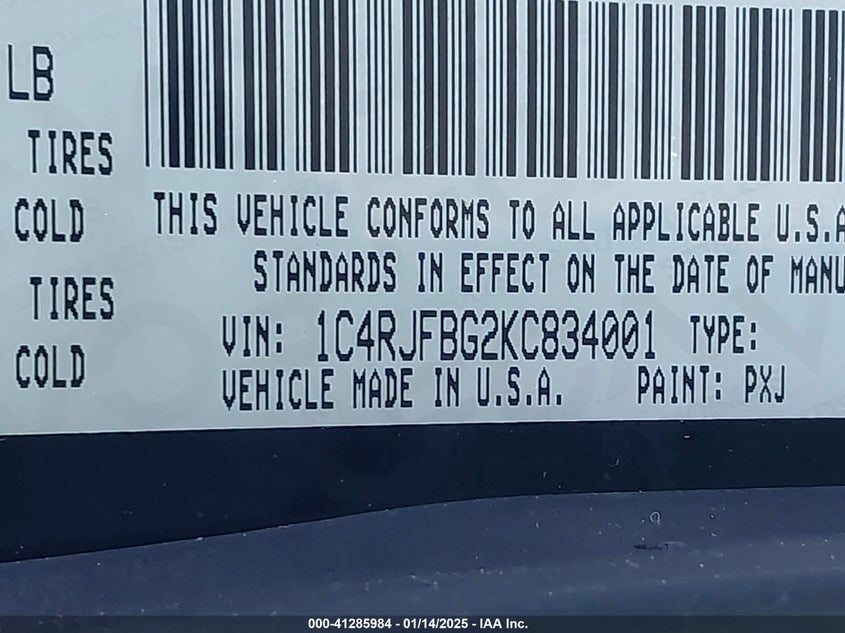 LB
TIRES
COLD
THIS VEHICLE CONFORMS TO ALL APPLICABLE U.S.A
STANDARDS IN EFFECT ON THE DATE OF MANU
TIRES
VIN: 1C4RJFBG2KC834001 TYPE:
COLD
VEHICLE MADE IN U.S.A. PAINT: PXJ
000-41285984 - 01/14/2025 - IAA Inc.